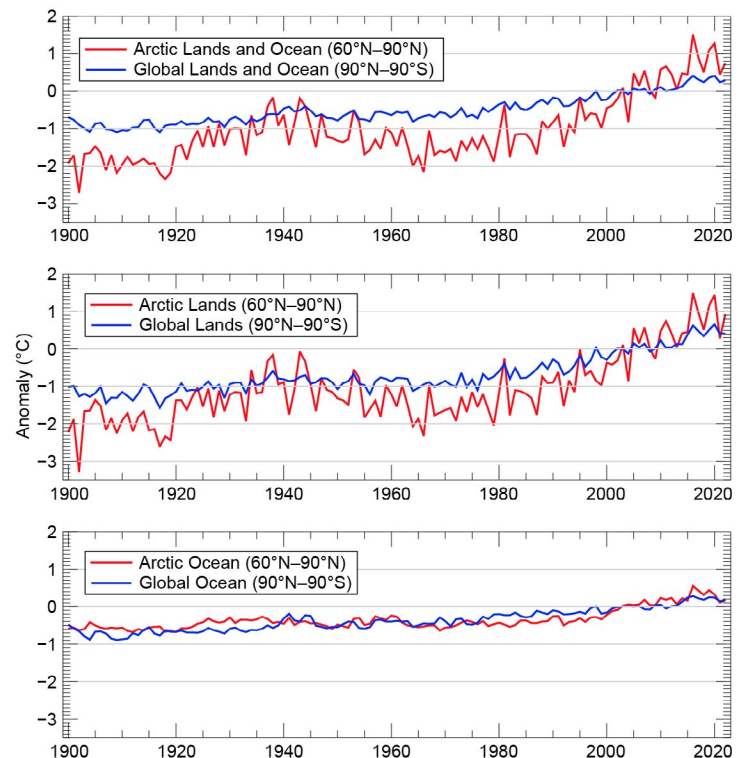 2
1
0
−1
−2
−3
Arctic Lands and Ocean (60°N–90°N)
Global Lands and Ocean (90°N–90°S)
1900 1920 1940 1960 1980 2000 2020
Anomaly (°C)
2
1
0
−1
−2
−3
Arctic Lands (60°N–90°N)
Global Lands (90°N–90°S)
1900 1920 1940 1960 1980 2000 2020
2
1
0
−1
−2
−3
Arctic Ocean (60°N–90°N)
Global Ocean (90°N–90°S)
1900 1920 1940 1960 1980 2000 2020